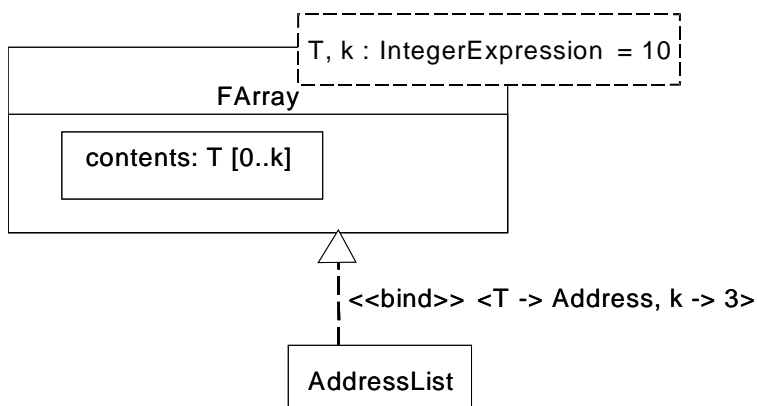 T, k : IntegerExpression = 10
FArray
contents: T [0..k]
<<bind>> <T -> Address, k -> 3>
AddressList